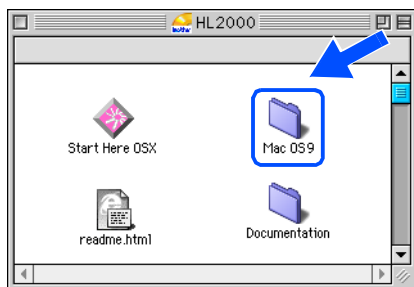 HL2000
Start Here OSX
Mac OS9
readme.html
Documentation